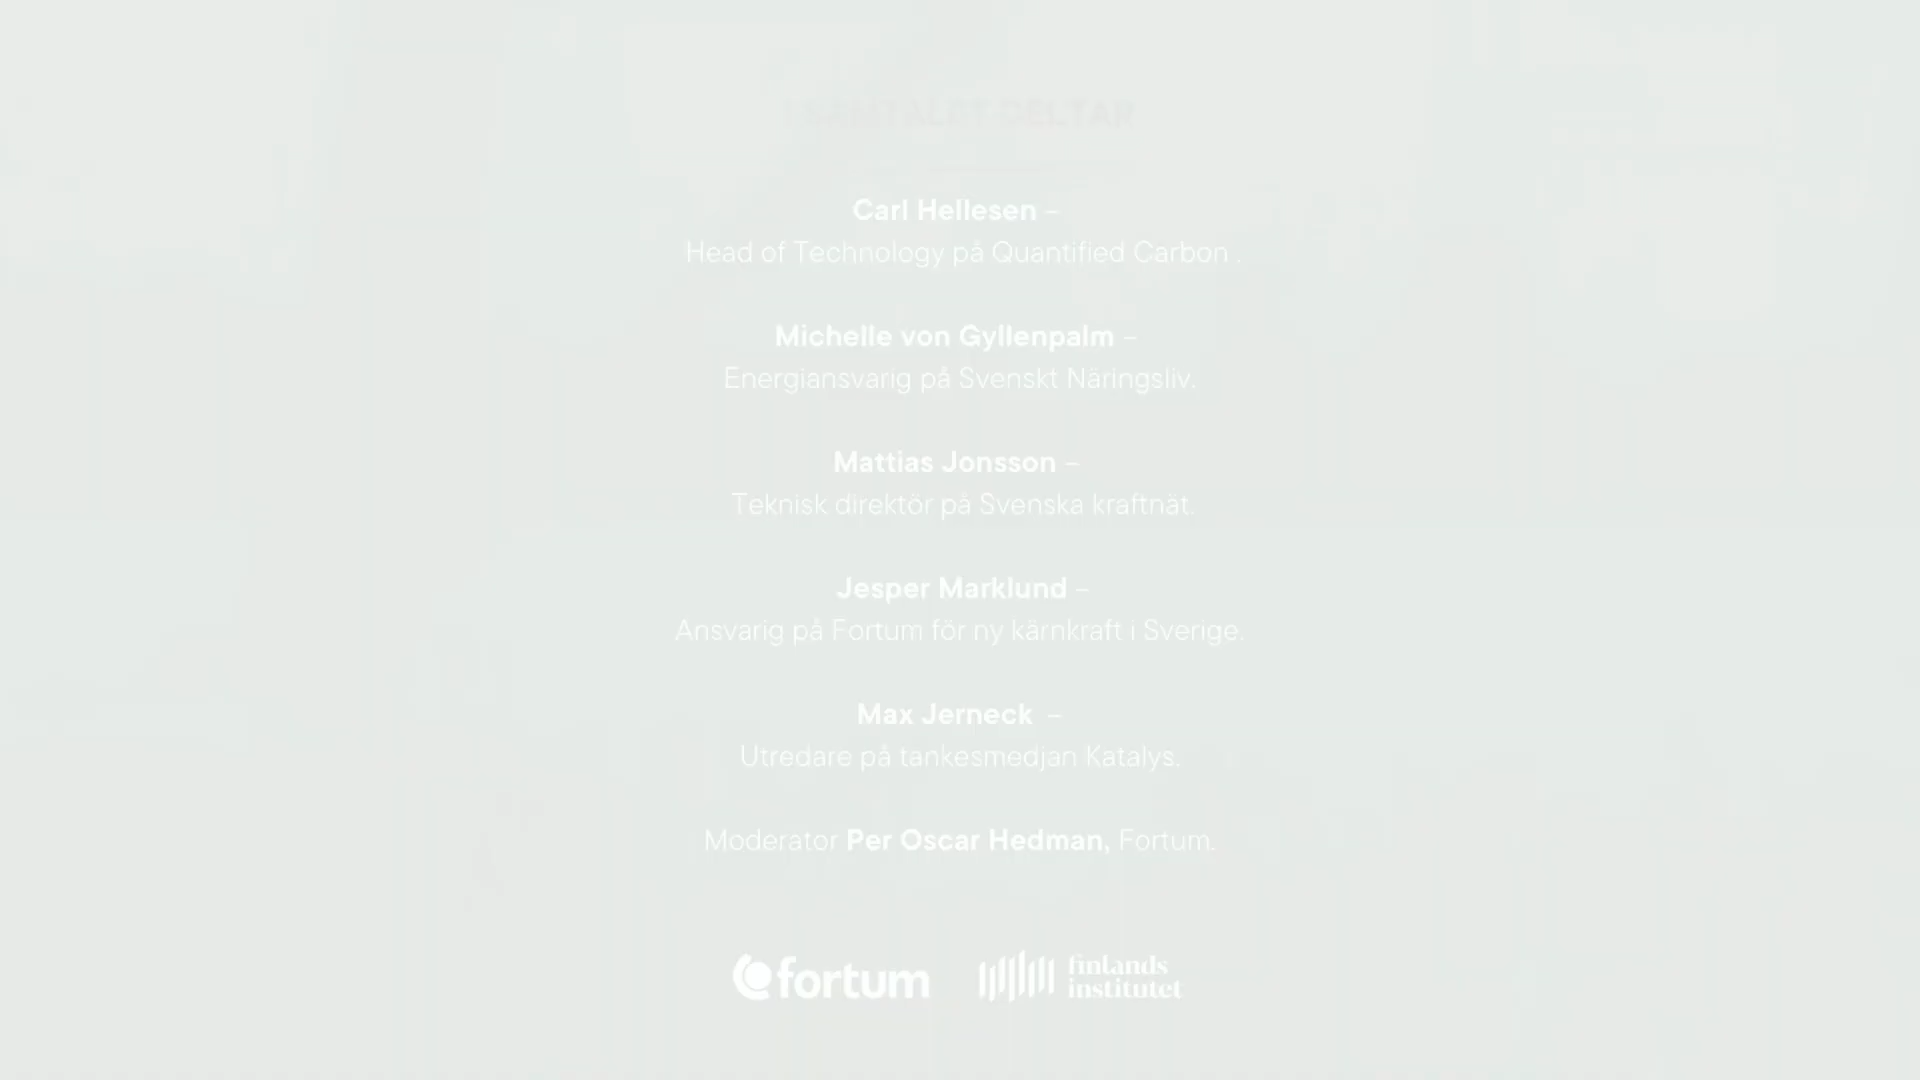 SAMTALET DELTAR
Carl Hellesen –
Head of Technology på Quantified Carbon .
Michelle von Gyllenpalm –
Energiansvarig på Svenskt Näringsliv.
Mattias Jonsson –
Teknisk direktör på Svenska kraftnät.
Jesper Marklund –
Ansvarig på Fortum för ny kärnkraft i Sverige.
Max Jerneck –
Utredare på tankesmedjan Katalys.
Moderator Per Oscar Hedman, Fortum.
fortum
finlands
institutet